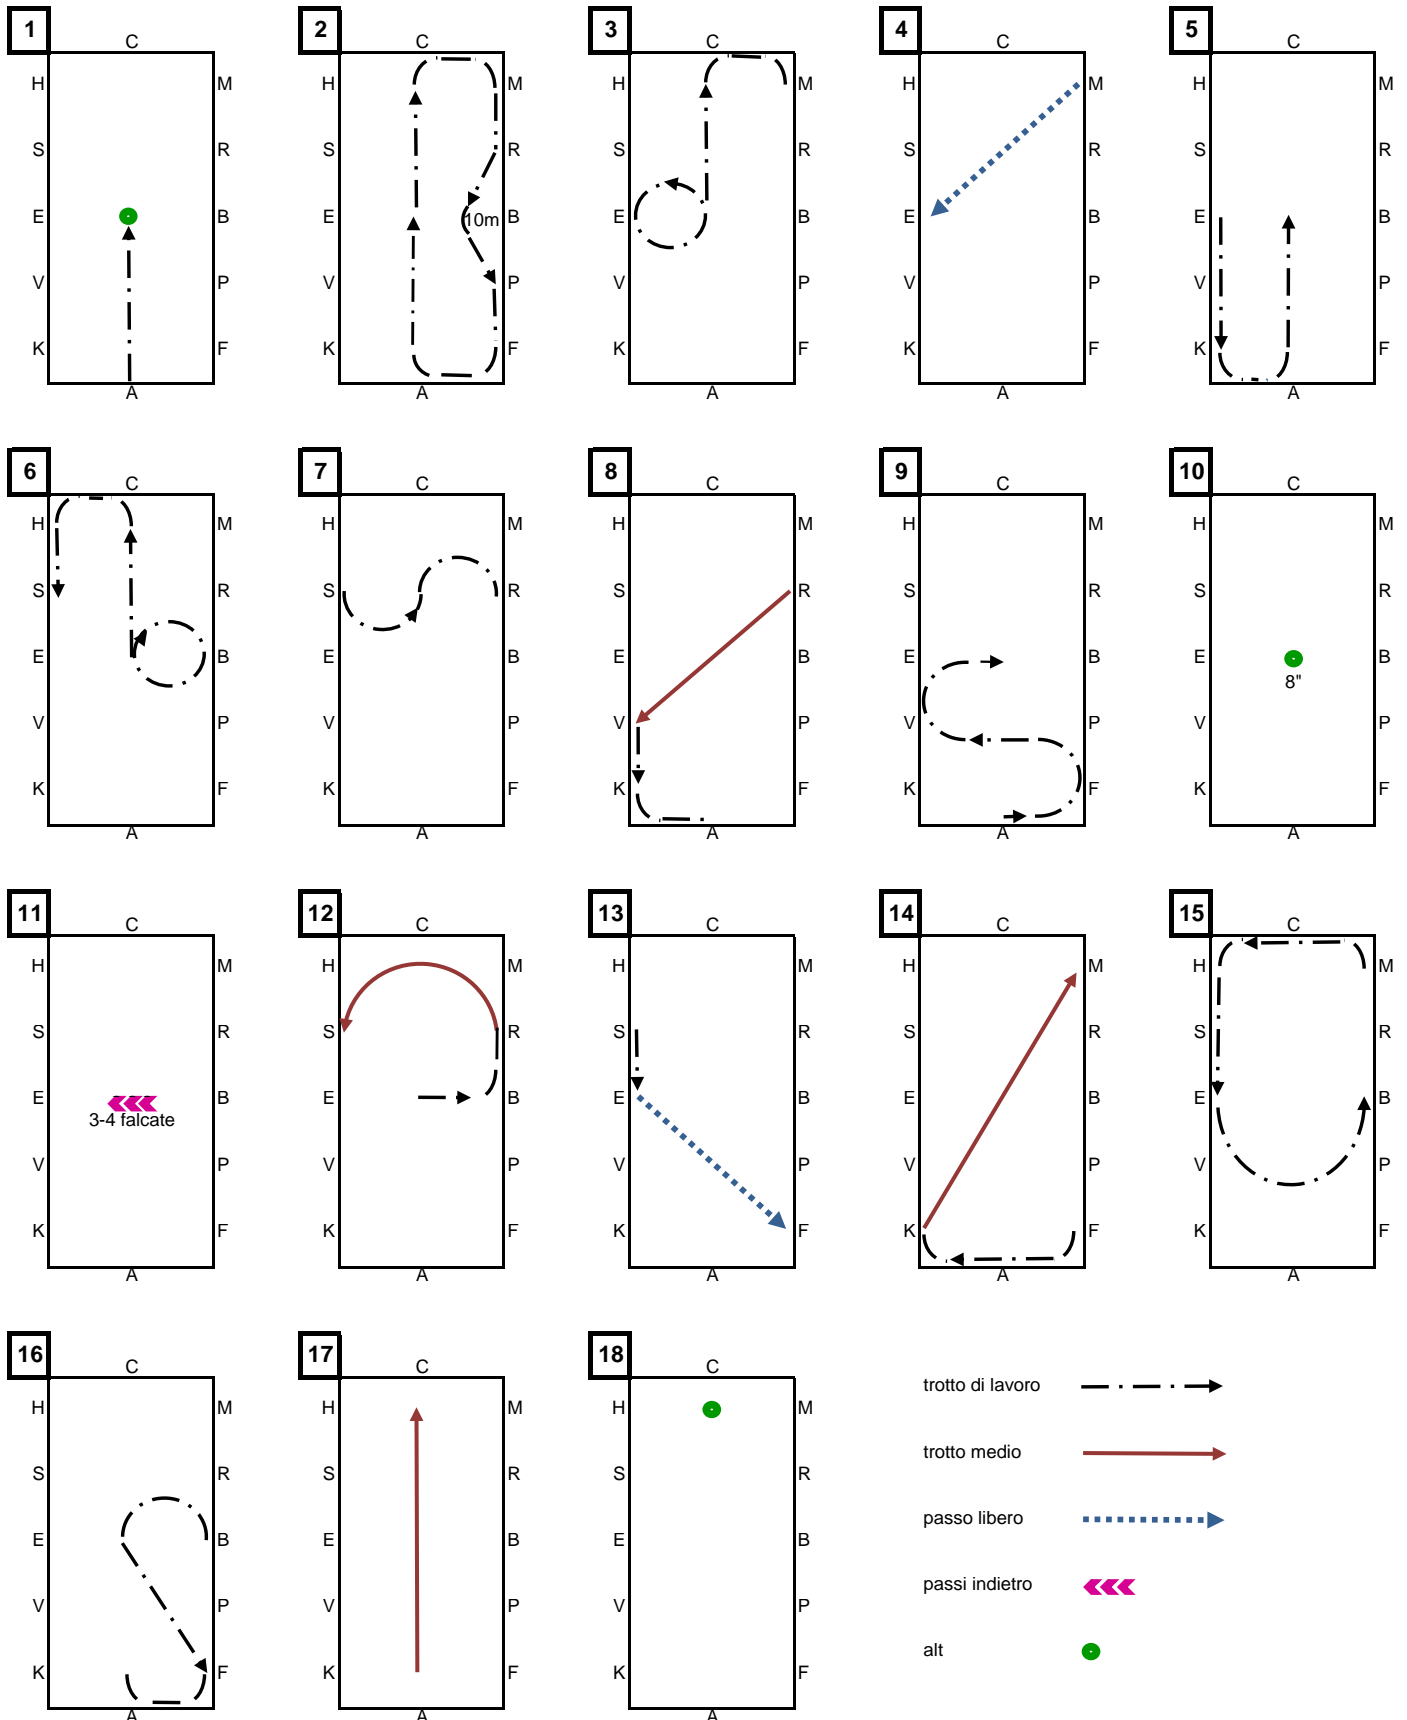 1 2 3 4 5
C C C C C
H M H M H M H M H M
S R S R S R S R S R
E B E 10m B E B E B E B
V P V P V P V P V P
K F K F K F K F K F
A A A A A
6 7 8 9 10
C C C C C
H M H M H M H M H M
S R S R S R S R S R
E B E B E B E B E B
8"
V P V P V P V P V P
K F K F K F K F K F
A A A A A
11 12 13 14 15
C C C C C
H M H M H M H M H M
S R S R S R S R S R
E B E B E B E B E B
3-4 falcate
V P V P V P V P V P
K F K F K F K F K F
A A A A A
16 17 18
C C C
trotto di lavoro
H M H M H M
trotto medio
S R S R S R
passo libero
E B E B E B
passi indietro
V P V P V P
alt
K F K F K F
A A A